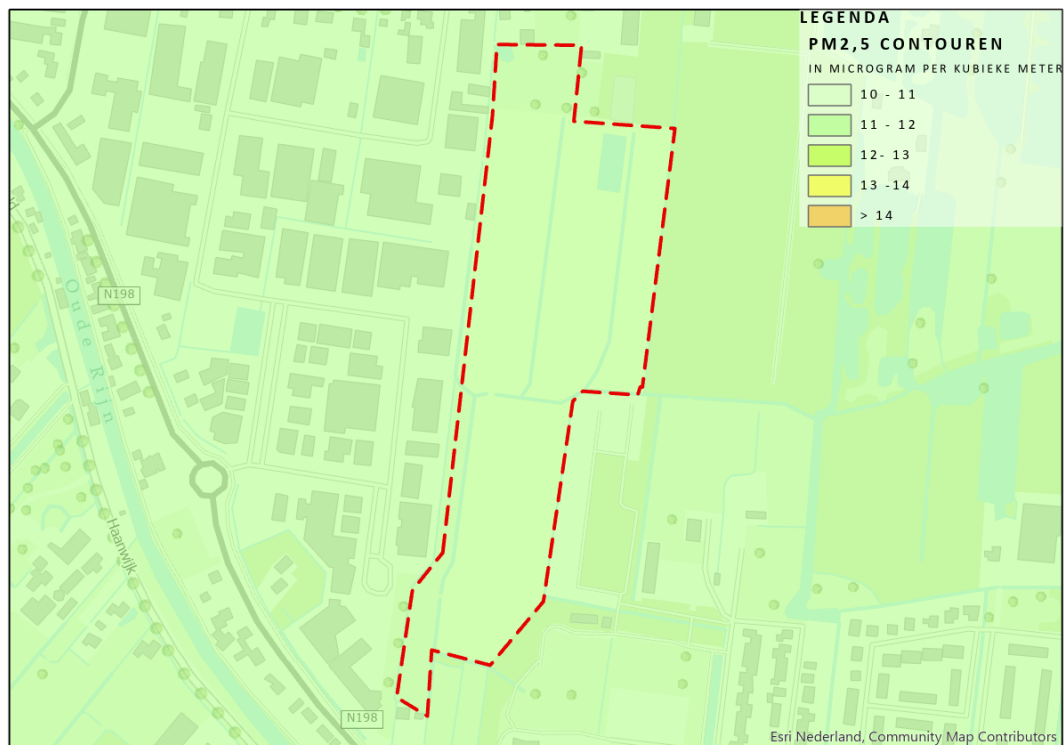 LEGENDA
PM2,5 CONTOUREN
IN MICROGRAM PER KUBIEKE METER
10 - 11
11 - 12
12- 13
13 -14
> 14
N198
Oude Rijn
Haanwijk
N198
Esri Nederland, Community Map Contributors